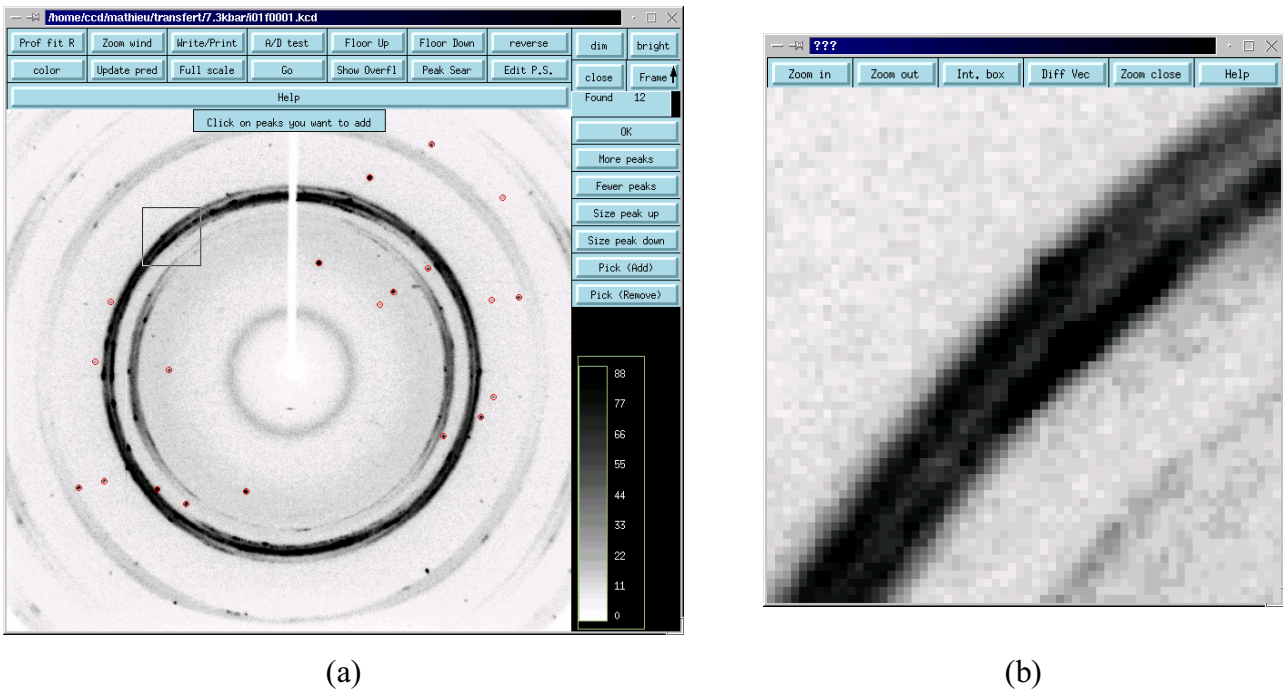 /home/ccd/mathieu/transfert/7.3kbar/i01f0001.kcd
Prof fit R Zoom wind Write/Print A/D test Floor Up Floor Down reverse dim bright
color Update pred Full scale Go Show Overfl Peak Sear Edit P.S. close Frame
Help
Found 12
Click on peaks you want to add
OK
More peaks
Fewer peaks
Size peak up
Size peak down
Pick (Add)
Pick (Remove)
88
77
66
55
44
33
22
11
0
(a)
???
Zoom in Zoom out Int. box Diff Vec Zoom close Help
(b)